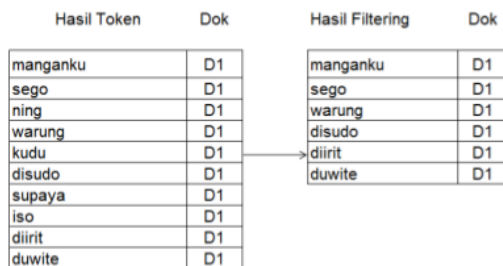 Hasil Token Dok
manganku D1
sego D1
ning D1
warung D1
kudu D1
disudo D1
supaya D1
iso D1
diirit D1
duwite D1
Hasil Filtering Dok
manganku D1
sego D1
warung D1
disudo D1
diirit D1
duwite D1